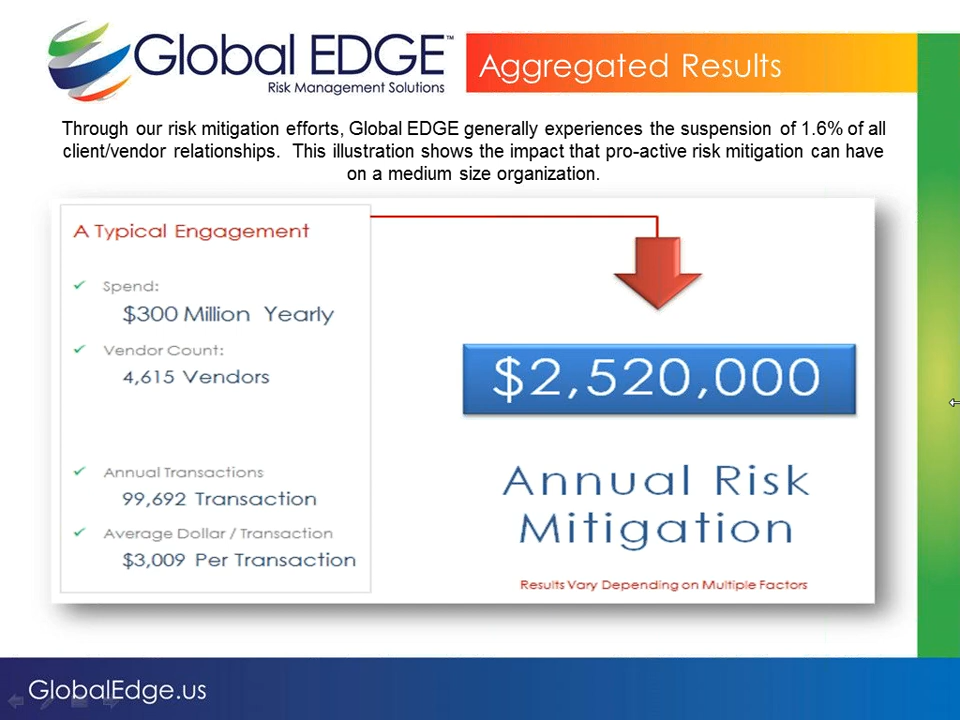 Global EDGE™
Risk Management Solutions
Aggregated Results
Through our risk mitigation efforts, Global EDGE generally experiences the suspension of 1.6% of all
client/vendor relationships. This illustration shows the impact that pro-active risk mitigation can have
on a medium size organization.
A Typical Engagement
Spend:
$300 Million Yearly
Vendor Count:
4,615 Vendors
Annual Transactions
99,692 Transaction
Average Dollar / Transaction
$3,009 Per Transaction
$2,520,000
Annual Risk
Mitigation
Results Vary Depending on Multiple Factors
GlobalEdge.us